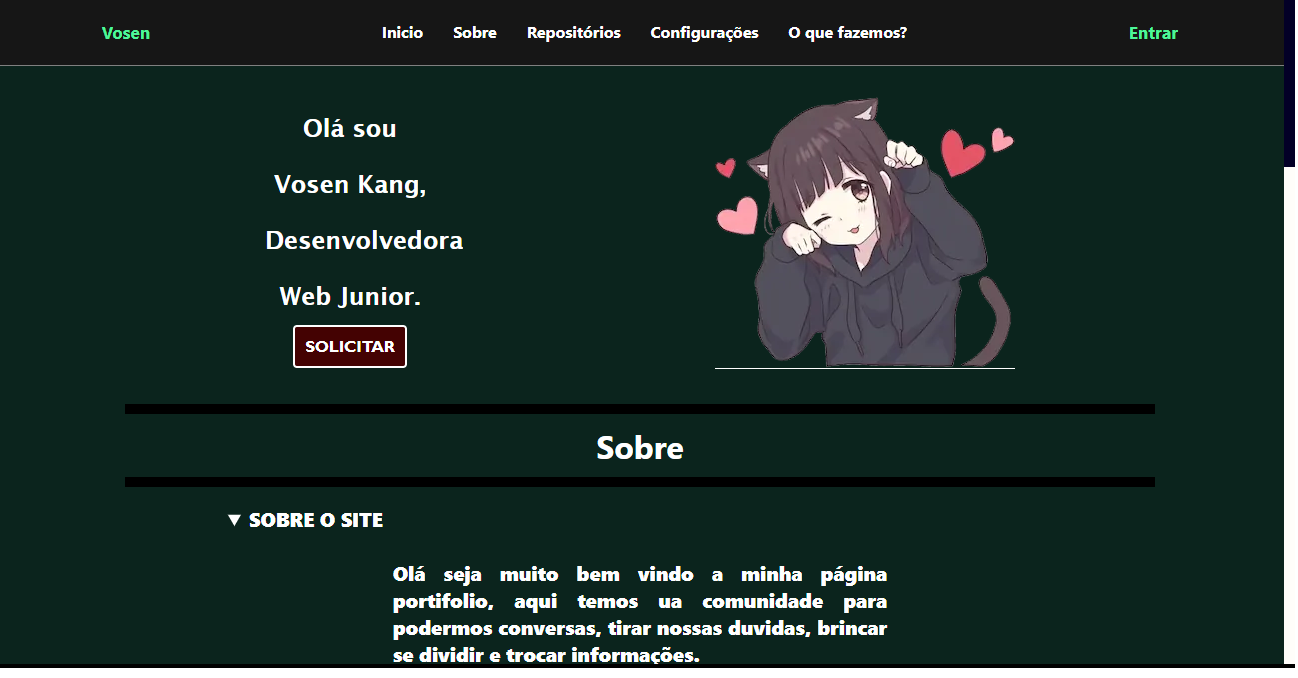 Vosen
Inicio
Sobre
Repositórios
Configurações
O que fazemos?
Entrar
Olá sou
Vosen Kang,
Desenvolvedora
Web Junior.
SOLICITAR
Sobre
▼ SOBRE O SITE
Olá seja muito bem vindo a minha página
portifolio, aqui temos ua comunidade para
podermos conversas, tirar nossas duvidas, brincar
se dividir e trocar informações.